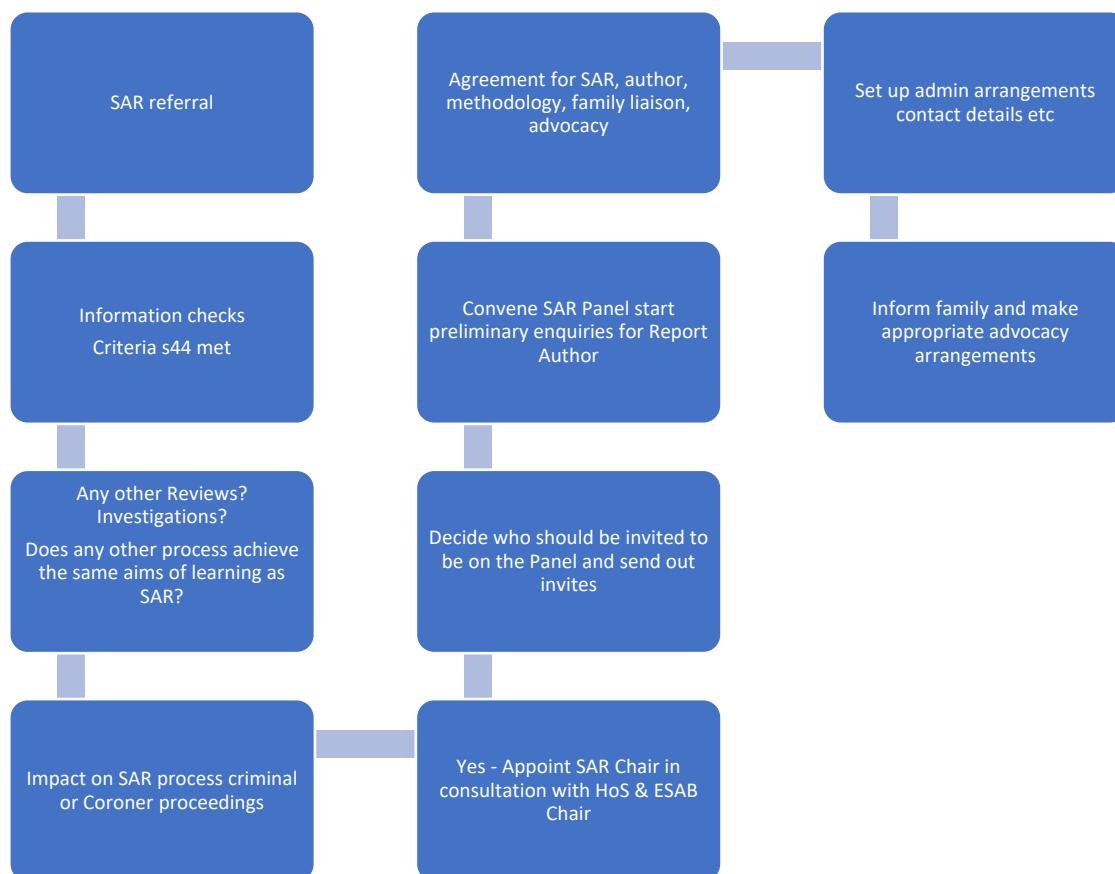 SAR referral
Information checks
Criteria s44 met
Any other Reviews?
Investigations?
Does any other process achieve
the same aims of learning as
SAR?
Impact on SAR process criminal
or Coroner proceedings
Yes - Appoint SAR Chair in
consultation with HoS & ESAB
Chair
Decide who should be invited to
be on the Panel and send out
invites
Convene SAR Panel start
preliminary enquiries for Report
Author
Agreement for SAR, author,
methodology, family liaison,
advocacy
Set up admin arrangements
contact details etc
Inform family and make
appropriate advocacy
arrangements